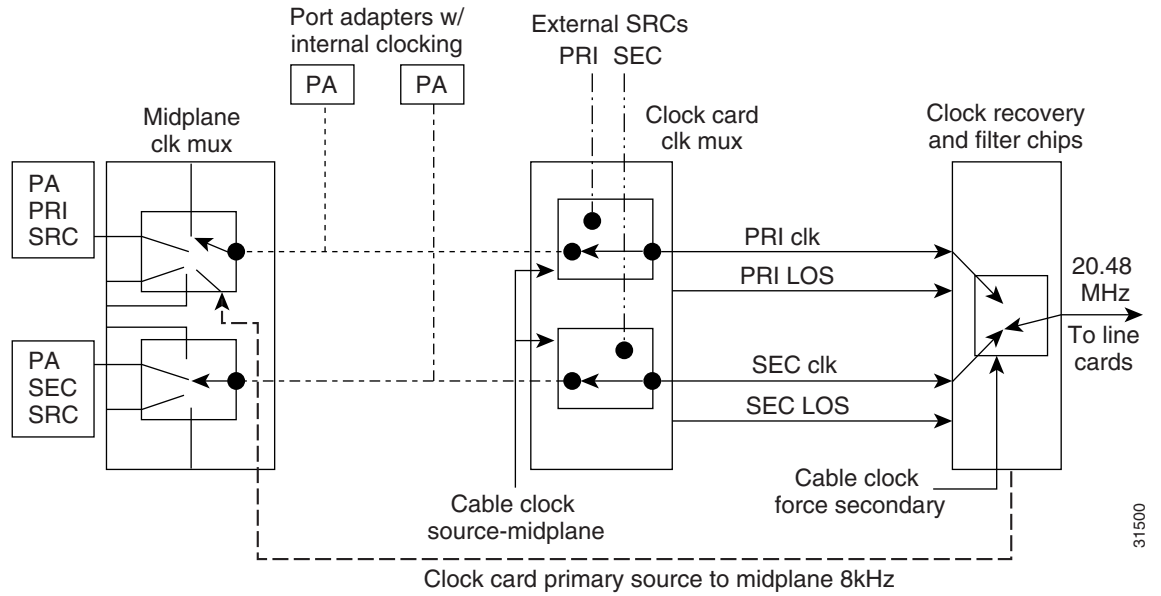 Port adapters w/
internal clocking
PA
PA
External SRCs
PRI SEC
Midplane
clk mux
Clock card
clk mux
Clock recovery
and filter chips
PA
PRI
SRC
PRI clk
PRI LOS
20.48
MHz
To line
cards
PA
SEC
SRC
SEC clk
SEC LOS
Cable clock
source-midplane
Cable clock
force secondary
Clock card primary source to midplane 8kHz
31500